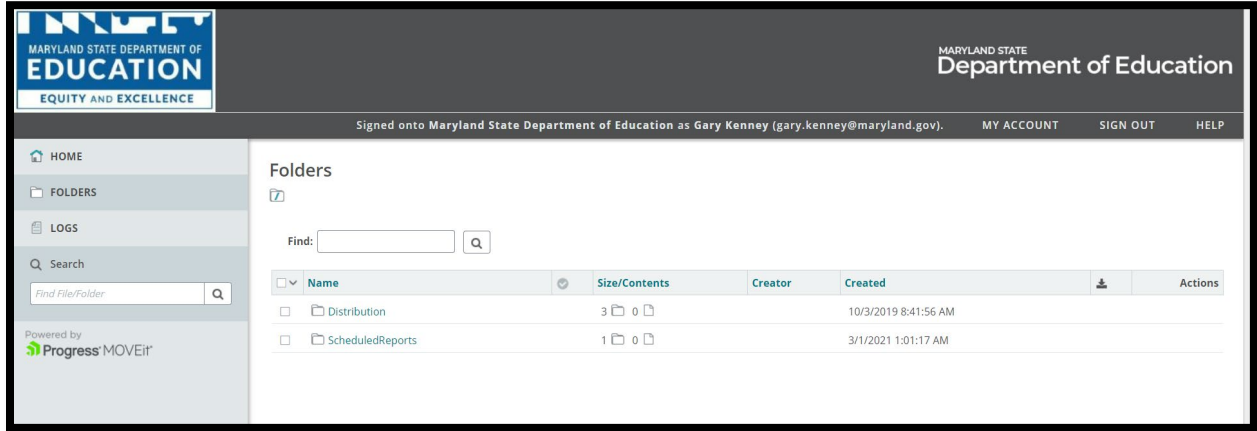 MARYLAND STATE DEPARTMENT OF
EDUCATION
EQUITY AND EXCELLENCE
MARYLAND STATE
Department of Education
Signed onto Maryland State Department of Education as Gary Kenney (gary.kenney@maryland.gov). MY ACCOUNT SIGN OUT HELP
HOME
FOLDERS
LOGS
Search
Find File/Folder
Powered by
Progress MOVEit
Folders
/
Find:
Name Size/Contents Creator Created Actions
Distribution 3 0 10/3/2019 8:41:56 AM
ScheduledReports 1 0 3/1/2021 1:01:17 AM